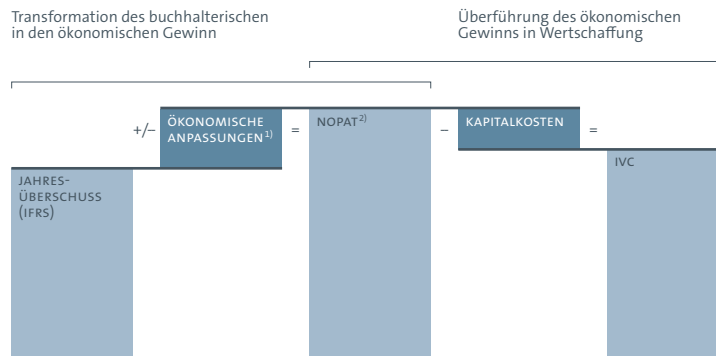 Transformation des buchhalterischen
in den ökonomischen Gewinn
Überführung des ökonomischen
Gewinns in Wertschaffung
+/–
ÖKONOMISCHE
ANPASSUNGEN1)
=
NOPAT2)
–
KAPITALKOSTEN
=
JAHRES-
ÜBERSCHUSS
(IFRS)
IVC